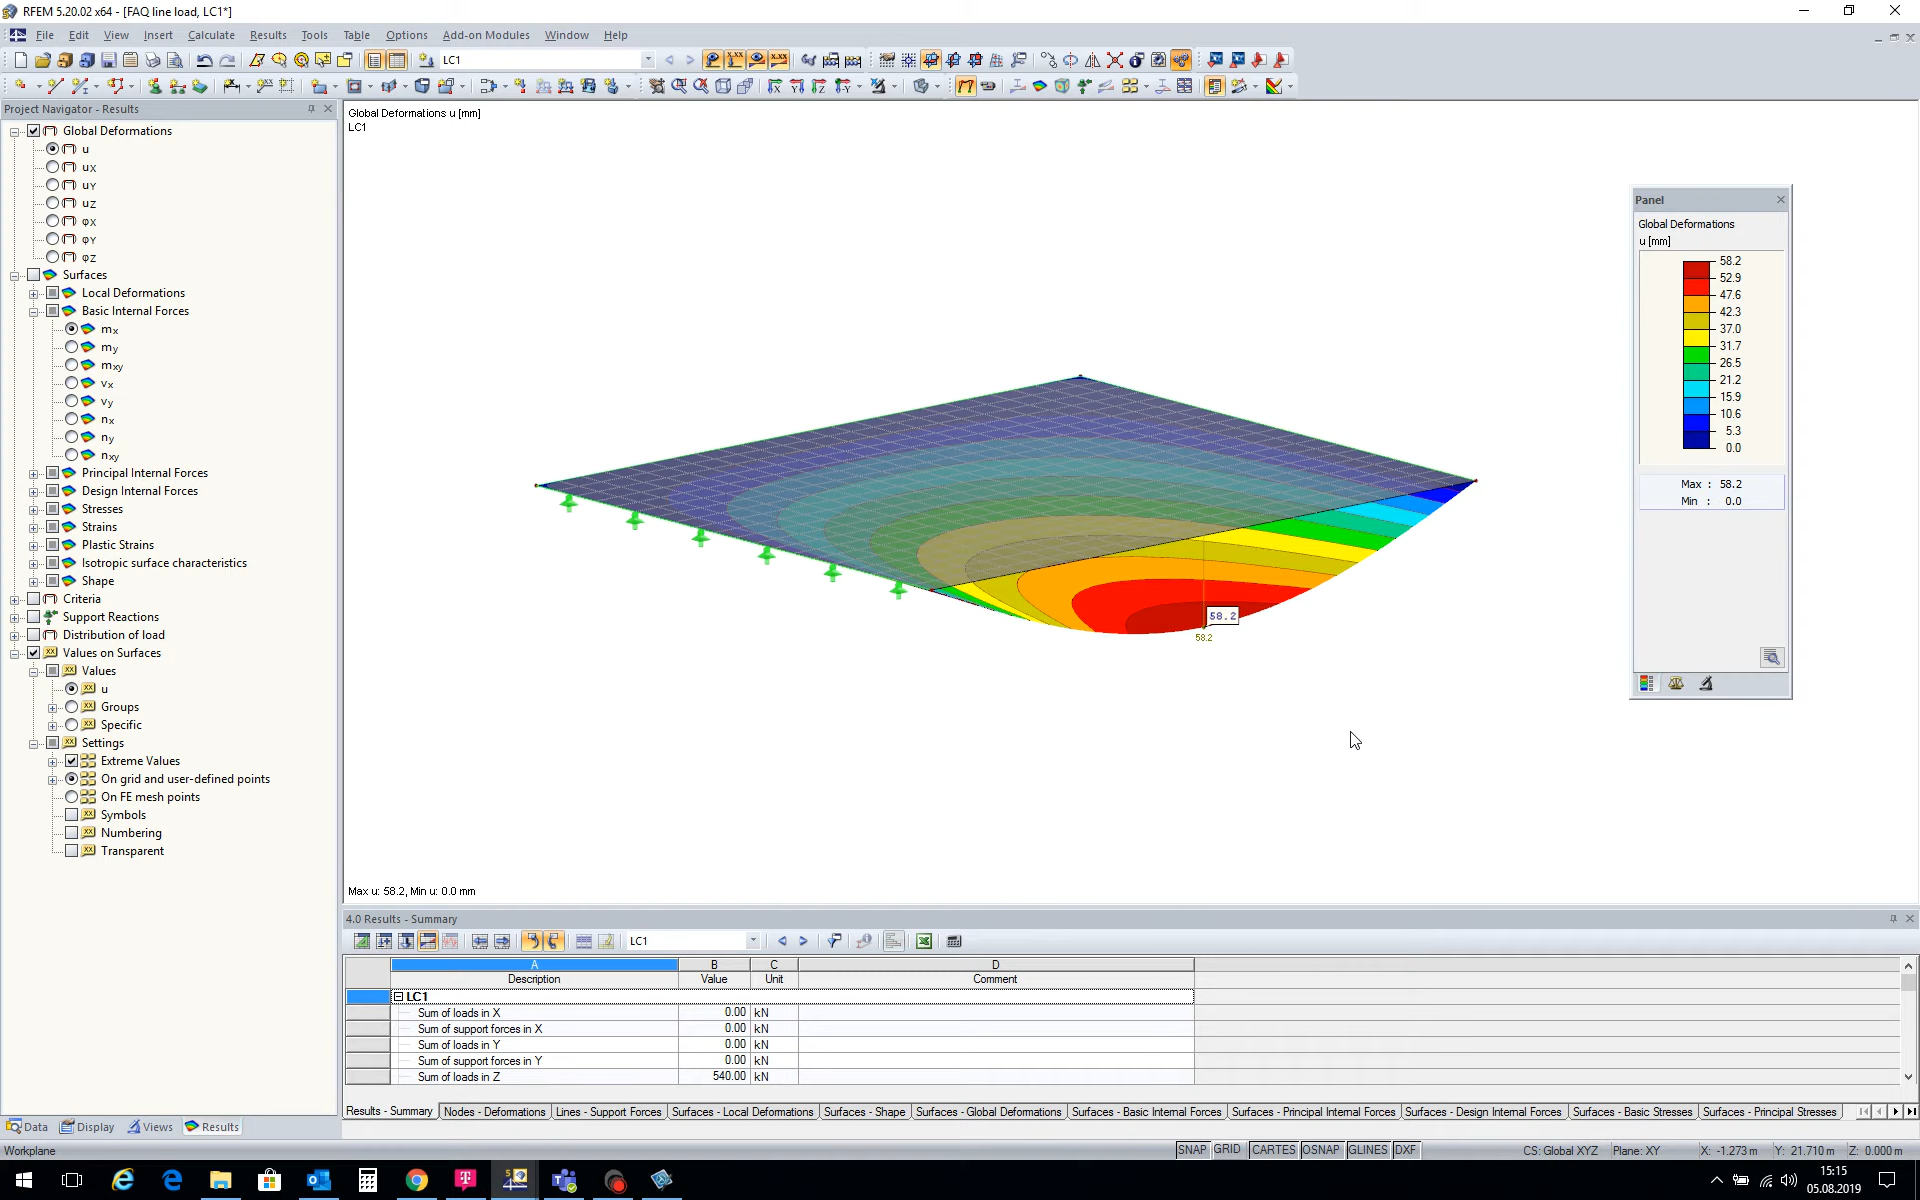 RFEM 5.20.02 x64 - [FAQ line load, LC1*]
File Edit View Insert Calculate Results Tools Table Options Add-on Modules Window Help
LC1
Project Navigator - Results
Global Deformations
u
uX
uY
uZ
φX
φY
φZ
Surfaces
Local Deformations
Basic Internal Forces
mx
my
mxy
vx
vy
nx
ny
nxy
Principal Internal Forces
Design Internal Forces
Stresses
Strains
Plastic Strains
Isotropic surface characteristics
Shape
Criteria
Support Reactions
Distribution of load
Values on Surfaces
Values
u
Groups
Specific
Settings
Extreme Values
On grid and user-defined points
On FE mesh points
Symbols
Numbering
Transparent
Data Display Views Results
Global Deformations u [mm]
LC1
58.2
58.2
Max u: 58.2, Min u: 0.0 mm
Panel
Global Deformations
u [mm]
58.2
52.9
47.6
42.3
37.0
31.7
26.5
21.2
15.9
10.6
5.3
0.0
Max : 58.2
Min : 0.0
4.0 Results - Summary
LC1
A B C D
Description Value Unit Comment
LC1
Sum of loads in X 0.00 kN
Sum of support forces in X 0.00 kN
Sum of loads in Y 0.00 kN
Sum of support forces in Y 0.00 kN
Sum of loads in Z 540.00 kN
Results - Summary Nodes - Deformations Lines - Support Forces Surfaces - Local Deformations Surfaces - Shape Surfaces - Global Deformations Surfaces - Basic Internal Forces Surfaces - Principal Internal Forces Surfaces - Design Internal Forces Surfaces - Basic Stresses Surfaces - Principal Stresses
Workplane SNAP GRID CARTES OSNAP GLINES DXF CS: Global XYZ Plane: XY X: -1.273 m Y: 21.710 m Z: 0.000 m
15:15
05.08.2019